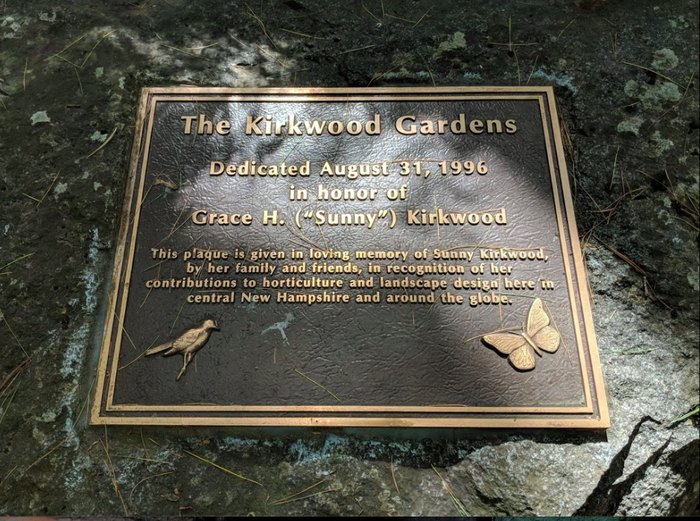 The Kirkwood Gardens
Dedicated August 31, 1996
in honor of
Grace H. ("Sunny") Kirkwood
This plaque is given in loving memory of Sunny Kirkwood,
by her family and friends, in recognition of her
contributions to horticulture and landscape design here in
central New Hampshire and around the globe.